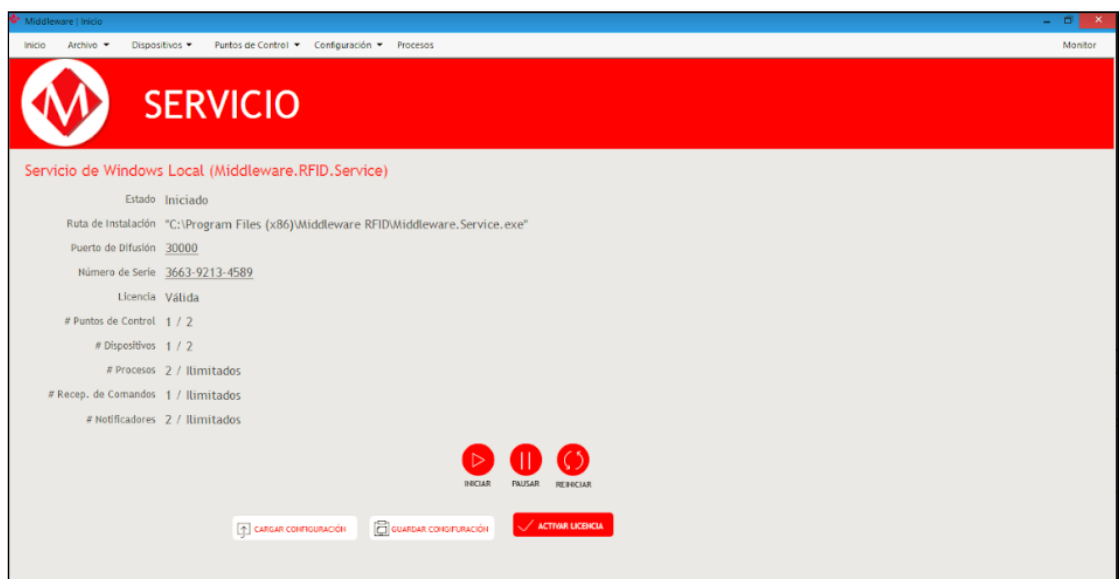 Middleware | Inicio
Inicio Archivo Dispositivos Puntos de Control Configuración Procesos Monitor
M SERVICIO
Servicio de Windows Local (Middleware.RFID.Service)
Estado Iniciado
Ruta de Instalación "C:\Program Files (x86)\Middleware RFID\Middleware.Service.exe"
Puerto de Difusión 30000
Número de Serie 3663-9213-4589
Licencia Válida
# Puntos de Control 1 / 2
# Dispositivos 1 / 2
# Procesos 2 / Ilimitados
# Recep. de Comandos 1 / Ilimitados
# Notificadores 2 / Ilimitados
INICIAR PAUSAR REINICIAR
CARGAR CONFIGURACIÓN GUARDAR CONGIFURACIÓN ACTIVAR LICENCIA